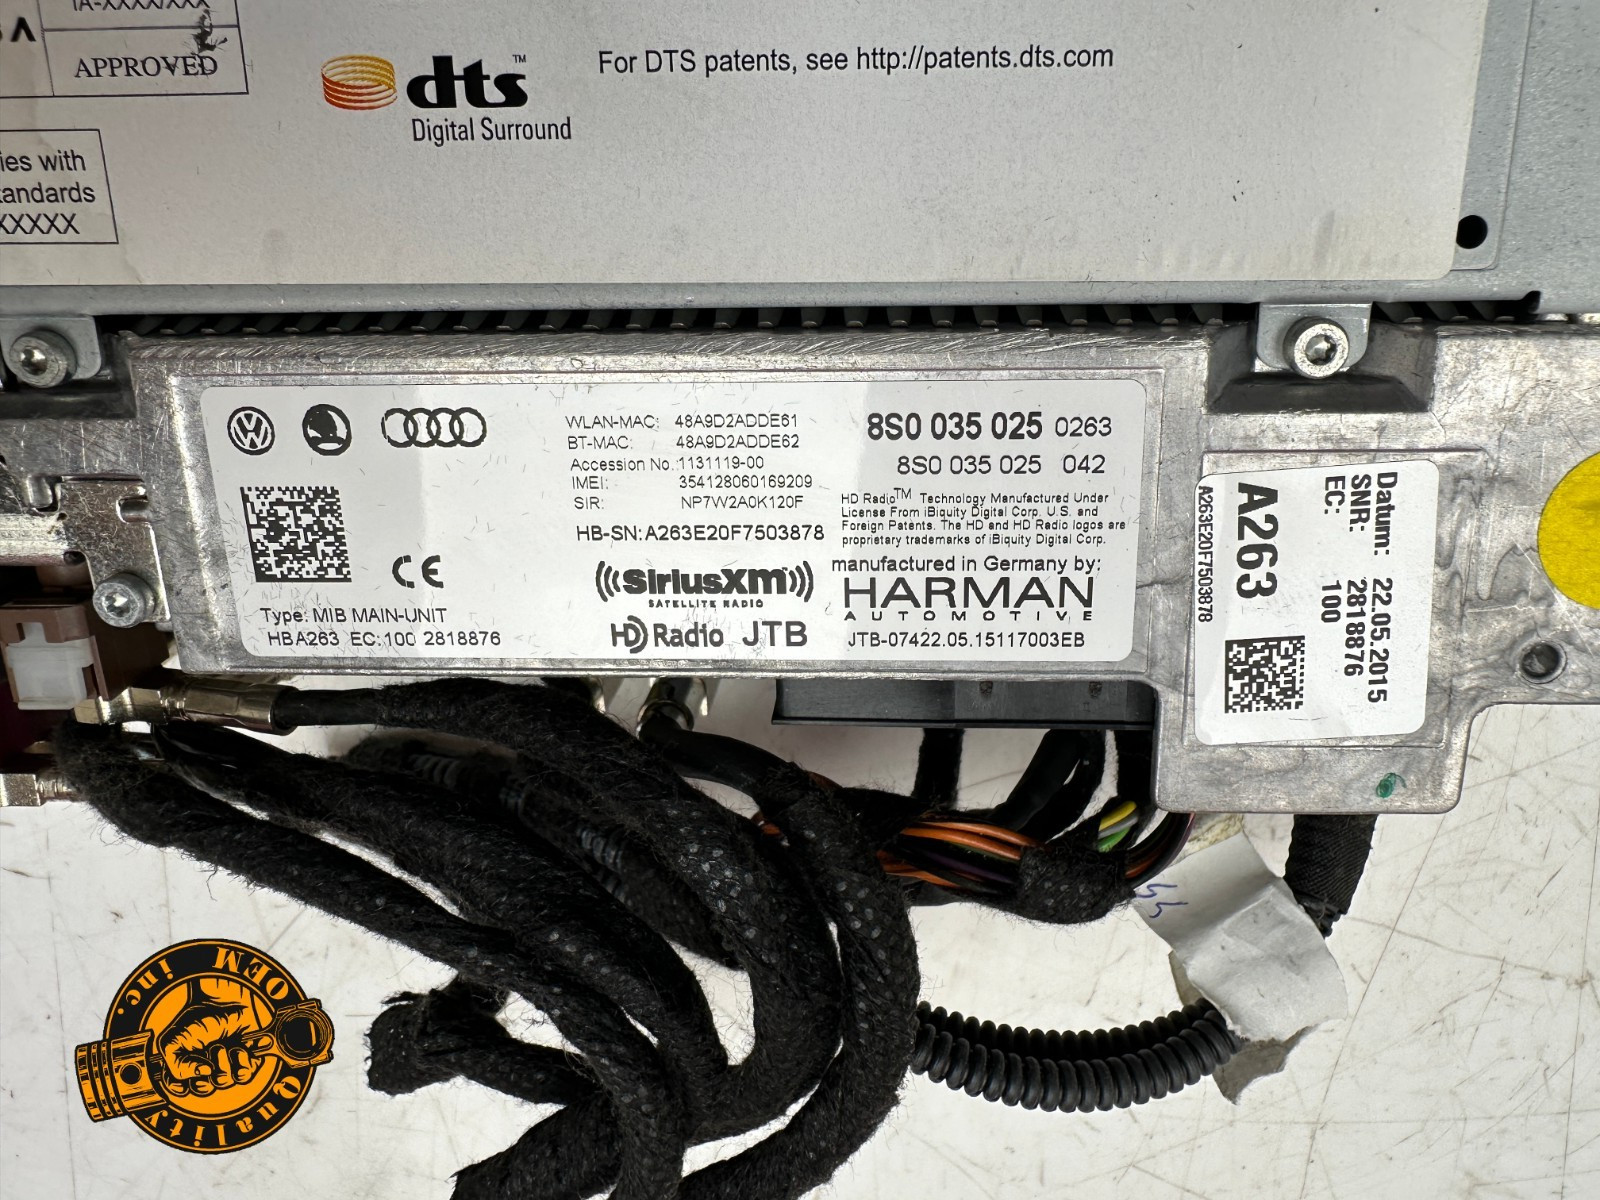 IA-XXXX/XXX
APPROVED
ies with
tandards
XXXXX
dts™
Digital Surround
For DTS patents, see http://patents.dts.com
WLAN-MAC: 48A9D2ADDE61
BT-MAC: 48A9D2ADDE62
Accession No.:1131119-00
IMEI: 354128060169209
SIR: NP7W2A0K120F
HB-SN:A263E20F7503878
8S0 035 025 0263
8S0 035 025 042
HD Radio™ Technology Manufactured Under
License From iBiquity Digital Corp. U.S. and
Foreign Patents. The HD and HD Radio logos are
proprietary trademarks of iBiquity Digital Corp.
CE
SiriusXM
SATELLITE RADIO
HD Radio JTB
manufactured in Germany by:
HARMAN
AUTOMOTIVE
JTB-07422.05.15117003EB
Type: MIB MAIN-UNIT
HBA263 EC:100 2818876
Datum: 22.05.2015
SNR: 2818876
EC: 100
A263
A263E20F7503878
OEM inc.
Quality